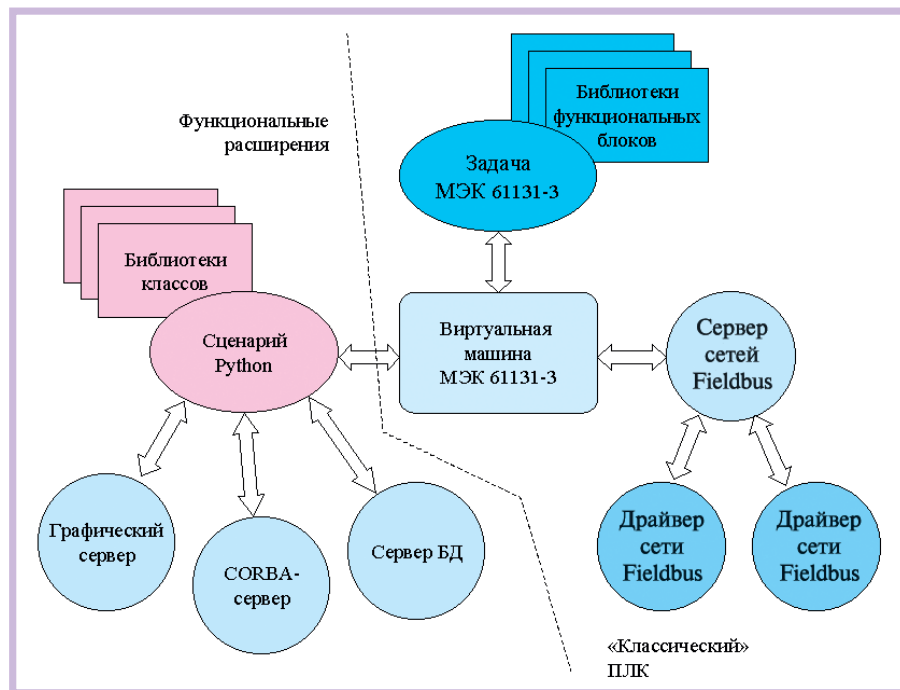 Библиотеки
функциональных
блоков
Функциональные
расширения
Задача
МЭК 61131-3
Библиотеки
классов
Сценарий
Python
Виртуальная
машина
МЭК 61131-3
Сервер
сетей
Fieldbus
Графический
сервер
CORBA-
сервер
Сервер БД
Драйвер
сети
Fieldbus
Драйвер
сети
Fieldbus
«Классический»
ПЛК